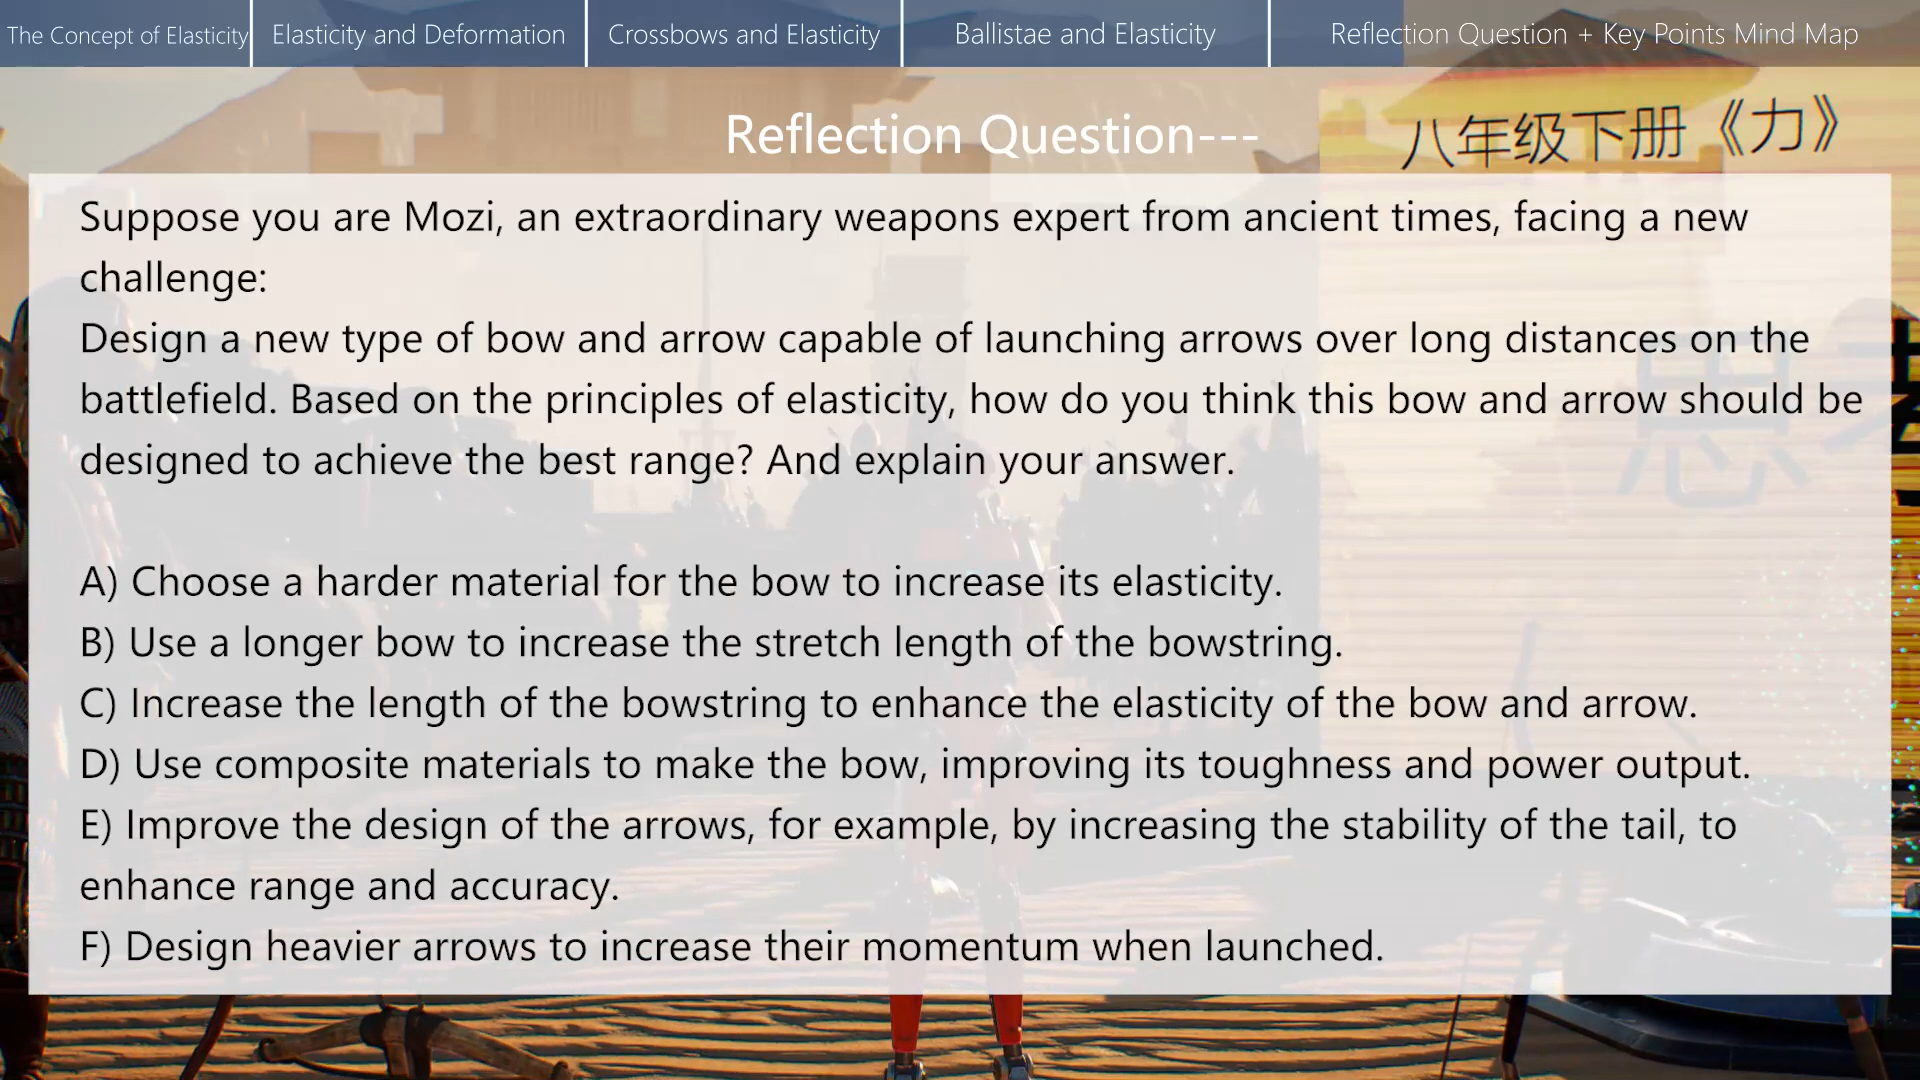 The Concept of Elasticity
Elasticity and Deformation
Crossbows and Elasticity
Ballistae and Elasticity
Reflection Question + Key Points Mind Map
Reflection Question---
八年级下册《力》
Suppose you are Mozi, an extraordinary weapons expert from ancient times, facing a new
challenge:
Design a new type of bow and arrow capable of launching arrows over long distances on the
battlefield. Based on the principles of elasticity, how do you think this bow and arrow should be
designed to achieve the best range? And explain your answer.
A) Choose a harder material for the bow to increase its elasticity.
B) Use a longer bow to increase the stretch length of the bowstring.
C) Increase the length of the bowstring to enhance the elasticity of the bow and arrow.
D) Use composite materials to make the bow, improving its toughness and power output.
E) Improve the design of the arrows, for example, by increasing the stability of the tail, to
enhance range and accuracy.
F) Design heavier arrows to increase their momentum when launched.